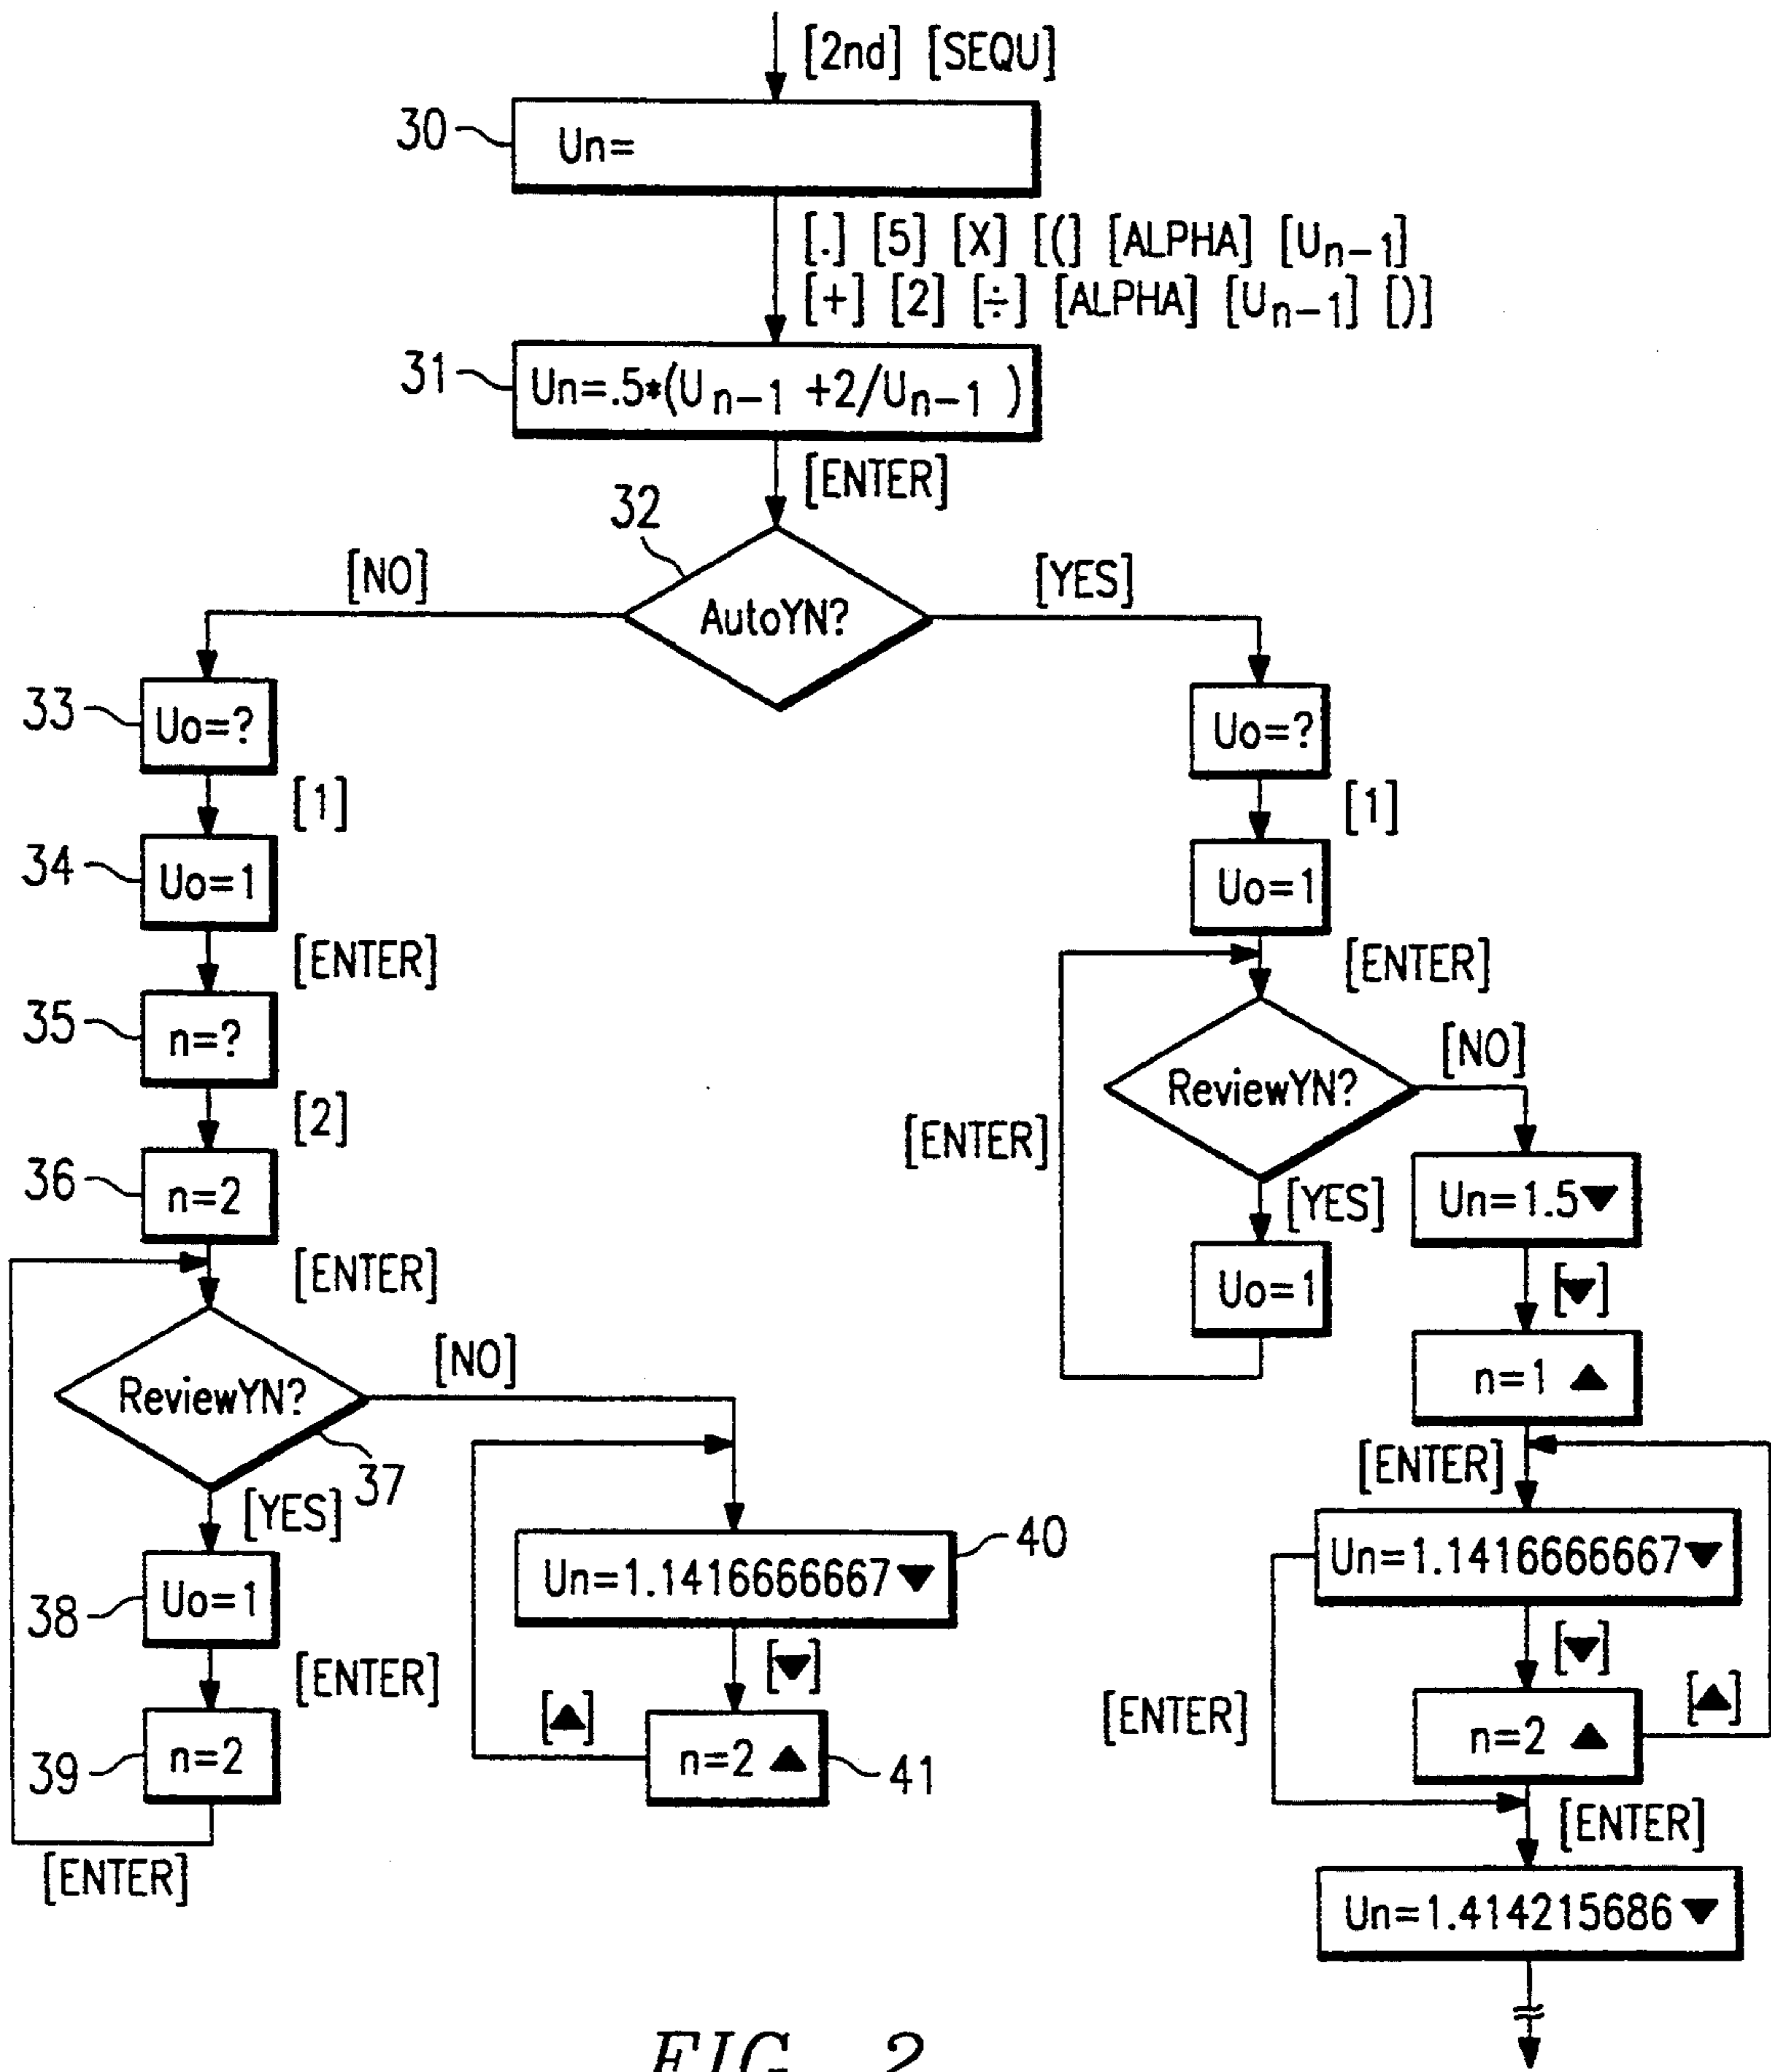 [2nd] [SEQU]
30
Un=
[.] [5] [X] [(] [ALPHA] [Un-1]
[+] [2] [÷] [ALPHA] [Un-1] [)]
31
Un=.5*(Un-1 +2/Un-1 )
[ENTER]
32
[NO]
AutoYN?
[YES]
33
Uo=?
[1]
34
Uo=1
[ENTER]
35
n=?
[2]
36
n=2
[ENTER]
ReviewYN?
37
[NO]
[YES]
38
Uo=1
[ENTER]
39
n=2
[ENTER]
40
Un=1.1416666667▼
[▼]
[▲]
n=2 ▲
41
Uo=?
[1]
Uo=1
[ENTER]
ReviewYN?
[NO]
[ENTER]
[YES]
Uo=1
Un=1.5▼
[▼]
n=1 ▲
[ENTER]
Un=1.1416666667▼
[▼]
[▲]
[ENTER]
n=2 ▲
[ENTER]
Un=1.414215686▼
FIG. 2